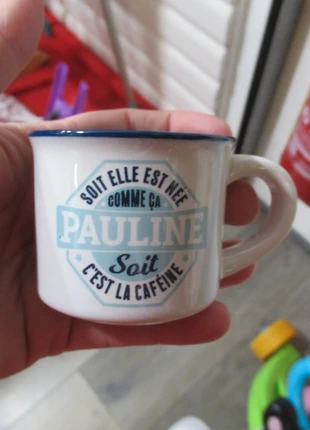 SOIT ELLE EST NÉE
COMME ÇA
PAULINE
Soit
C'EST LA CAFÉINE